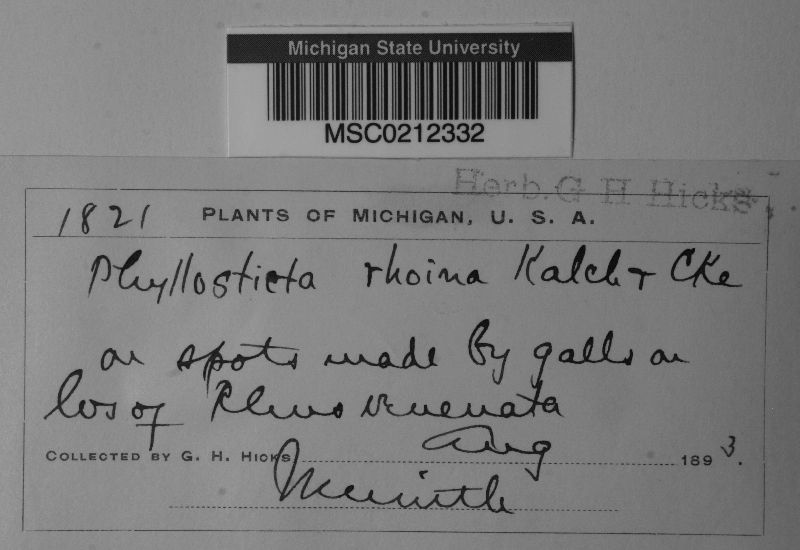 Michigan State University
MSC0212332
Herb. G H Hicks.
1821 PLANTS OF MICHIGAN, U. S. A.
Phyllosticta rhoina Kalch & Cke
on spots made by galls on
lvs of Rhus venenata
Aug
COLLECTED BY G. H. HICKS 1893.